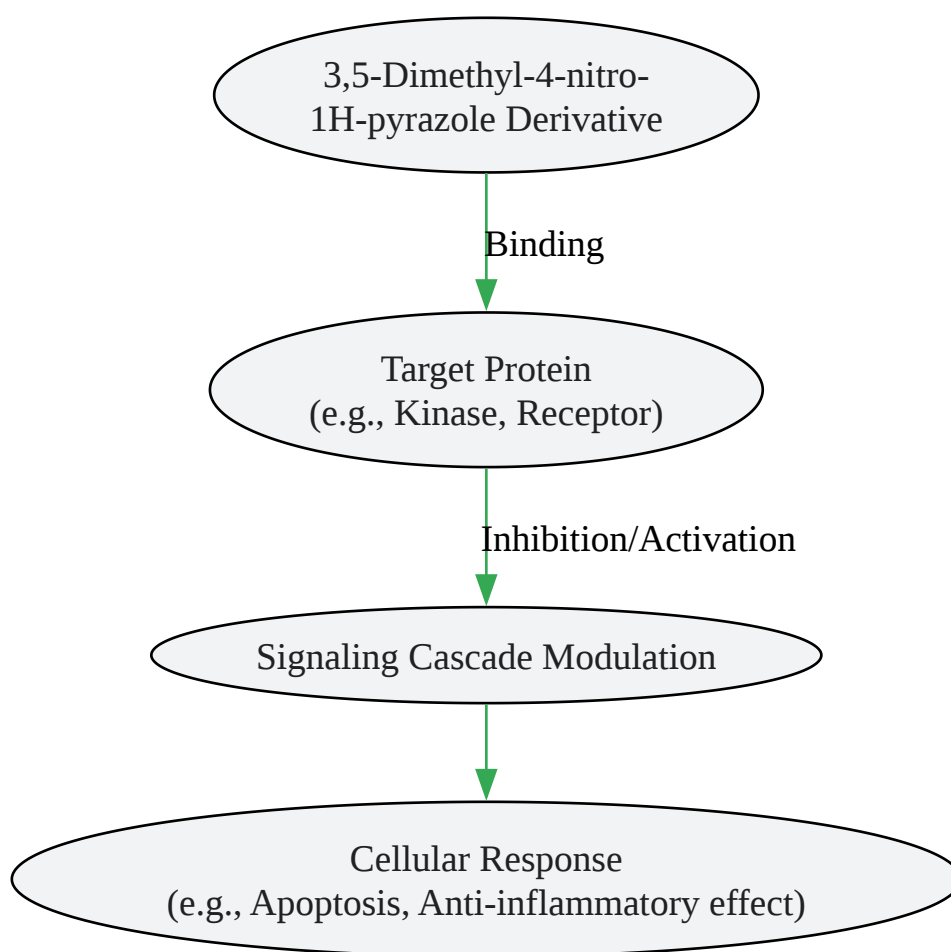 3,5-Dimethyl-4-nitro-
1H-pyrazole Derivative
Binding
Target Protein
(e.g., Kinase, Receptor)
Inhibition/Activation
Signaling Cascade Modulation
Cellular Response
(e.g., Apoptosis, Anti-inflammatory effect)